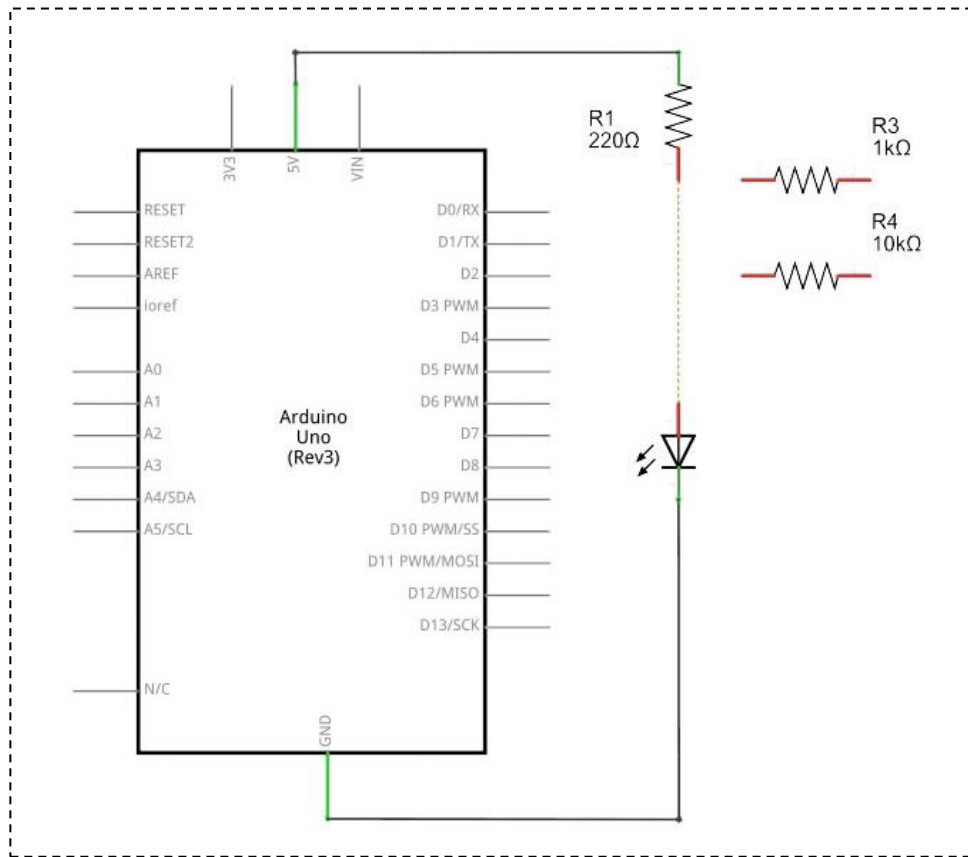 R1
220Ω
R3
1kΩ
R4
10kΩ
3V3
5V
VIN
RESET
RESET2
AREF
ioref
A0
A1
A2
A3
A4/SDA
A5/SCL
N/C
Arduino
Uno
(Rev3)
D0/RX
D1/TX
D2
D3 PWM
D4
D5 PWM
D6 PWM
D7
D8
D9 PWM
D10 PWM/SS
D11 PWM/MOSI
D12/MISO
D13/SCK
GND